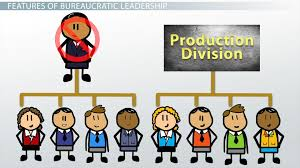 FEATURES OF BUREAUCRATIC LEADERSHIP
Production
Division